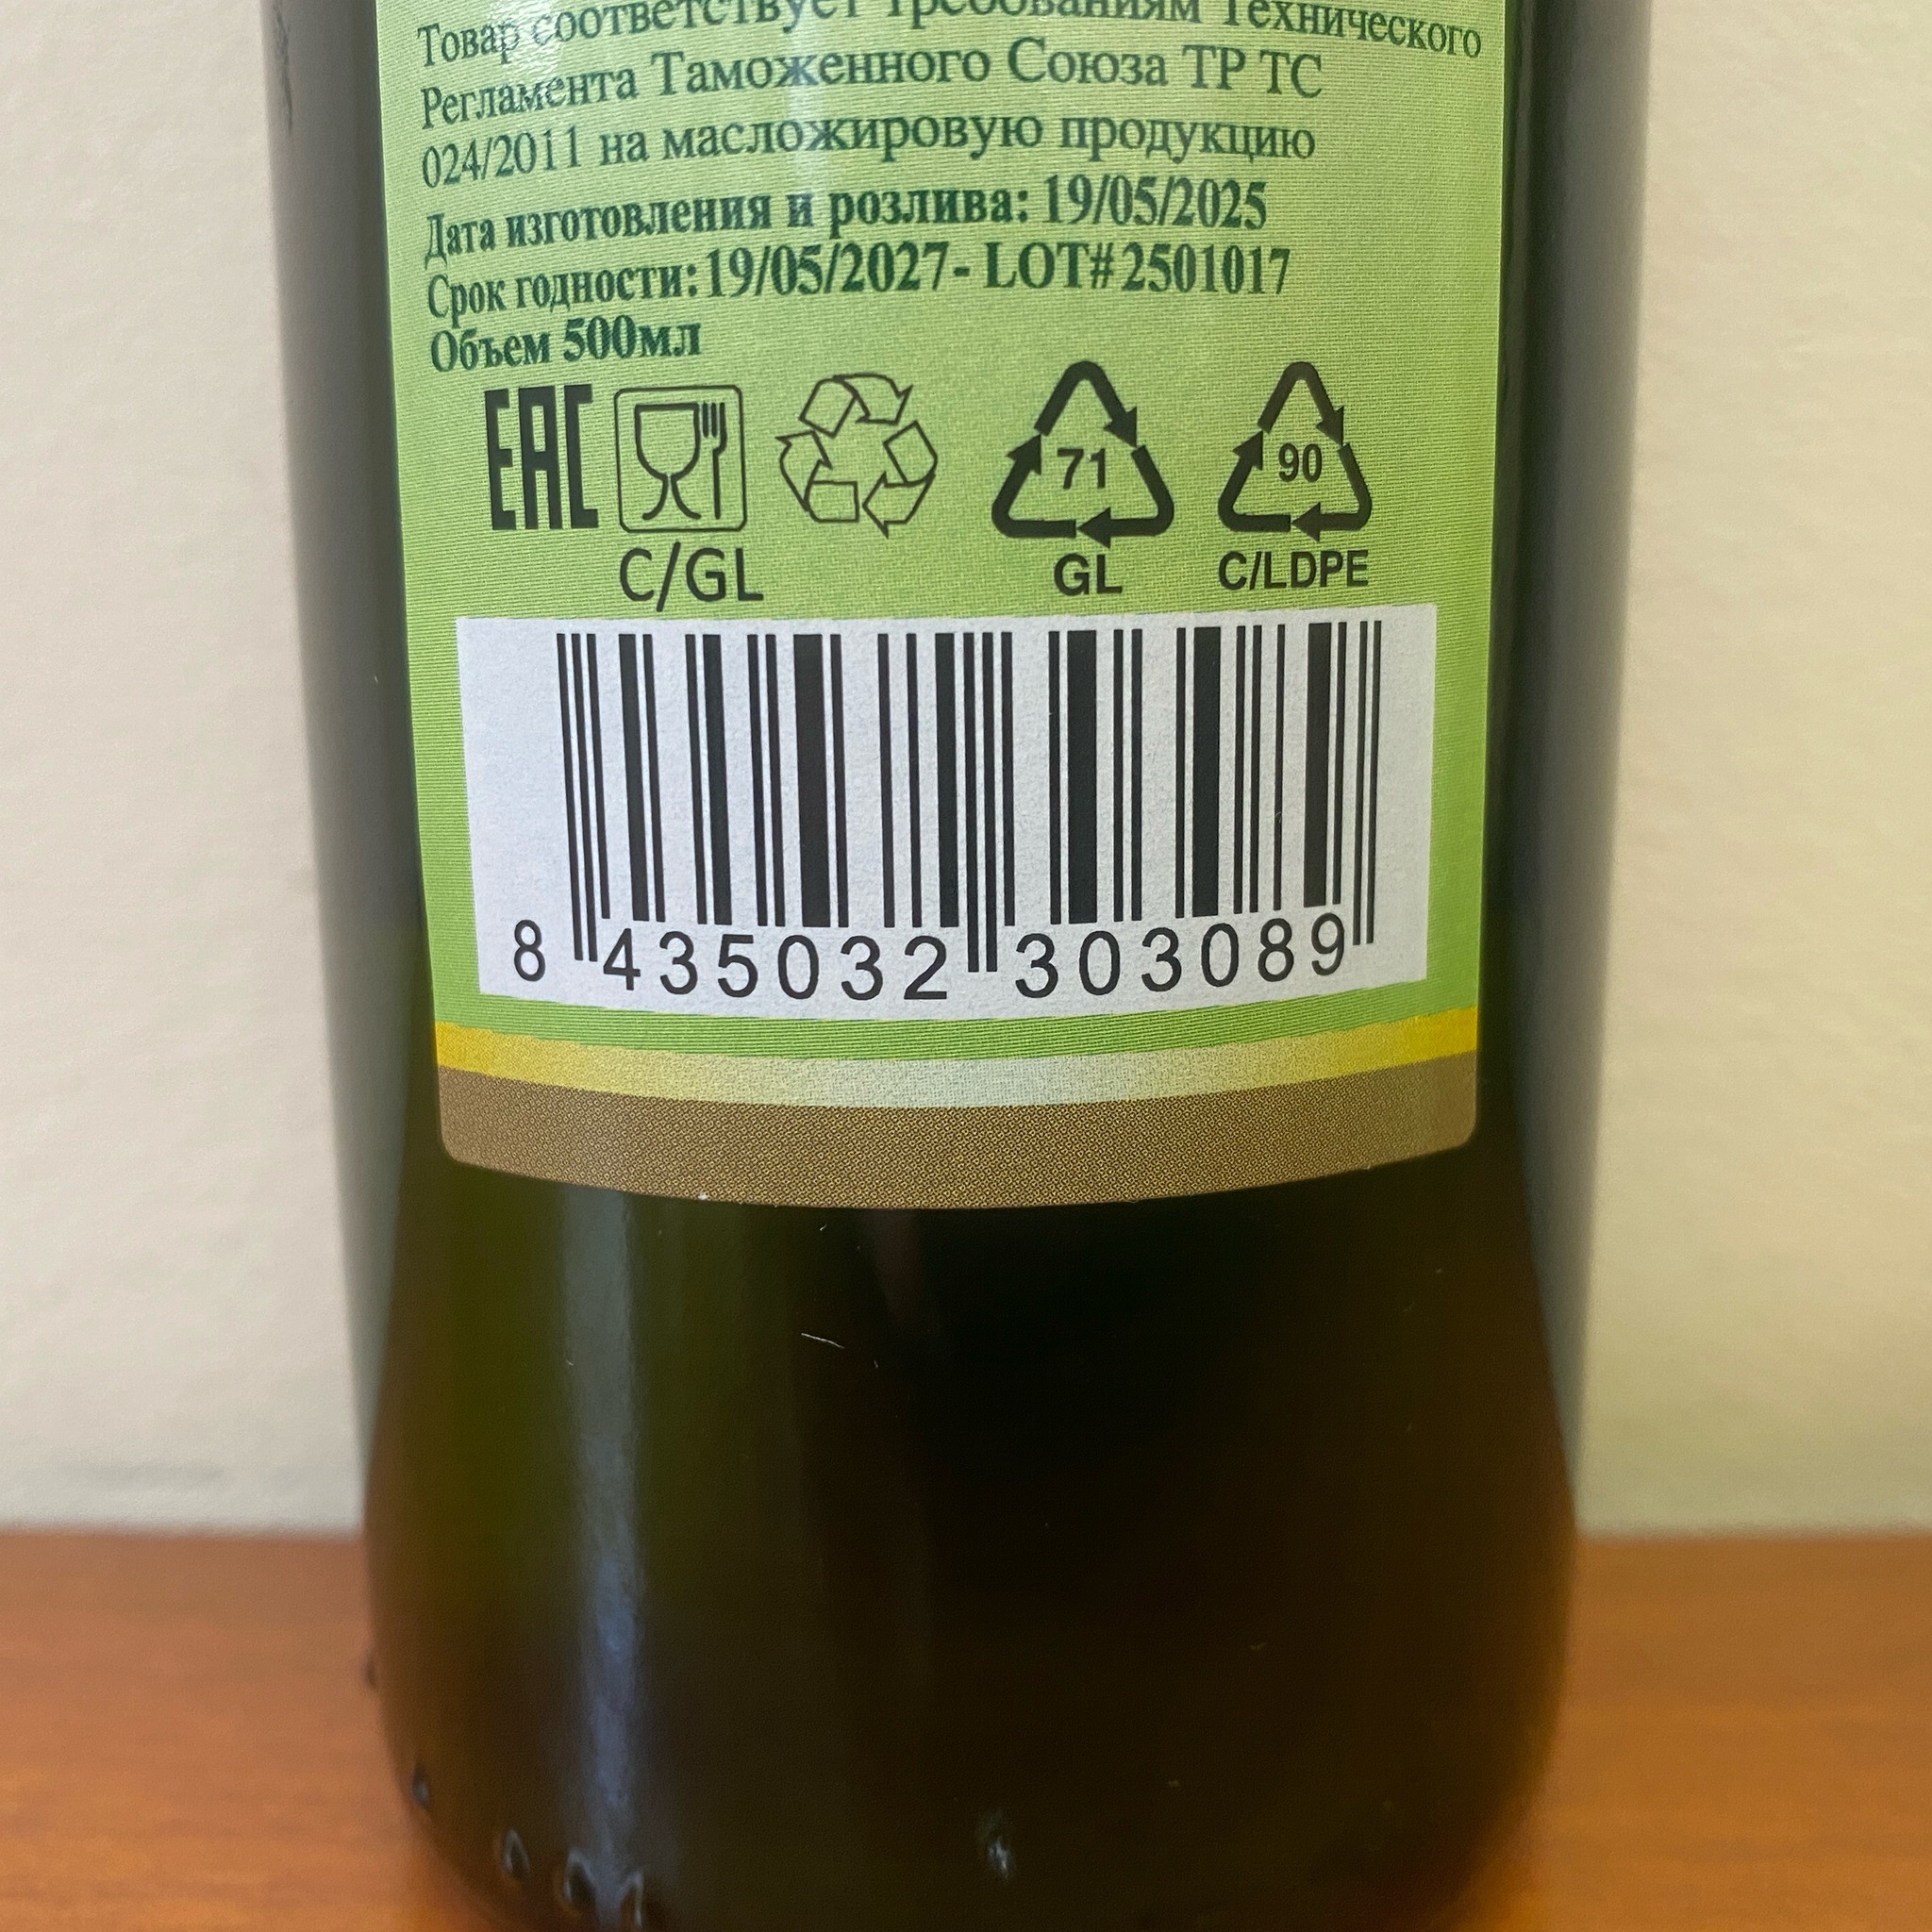 Товар соответствует требованиям Технического
Регламента Таможенного Союза ТР ТС
024/2011 на масложировую продукцию
Дата изготовления и розлива: 19/05/2025
Срок годности: 19/05/2027- LOT# 2501017
Объем 500мл
EAC
71 90
C/GL GL C/LDPE
8 435032 303089